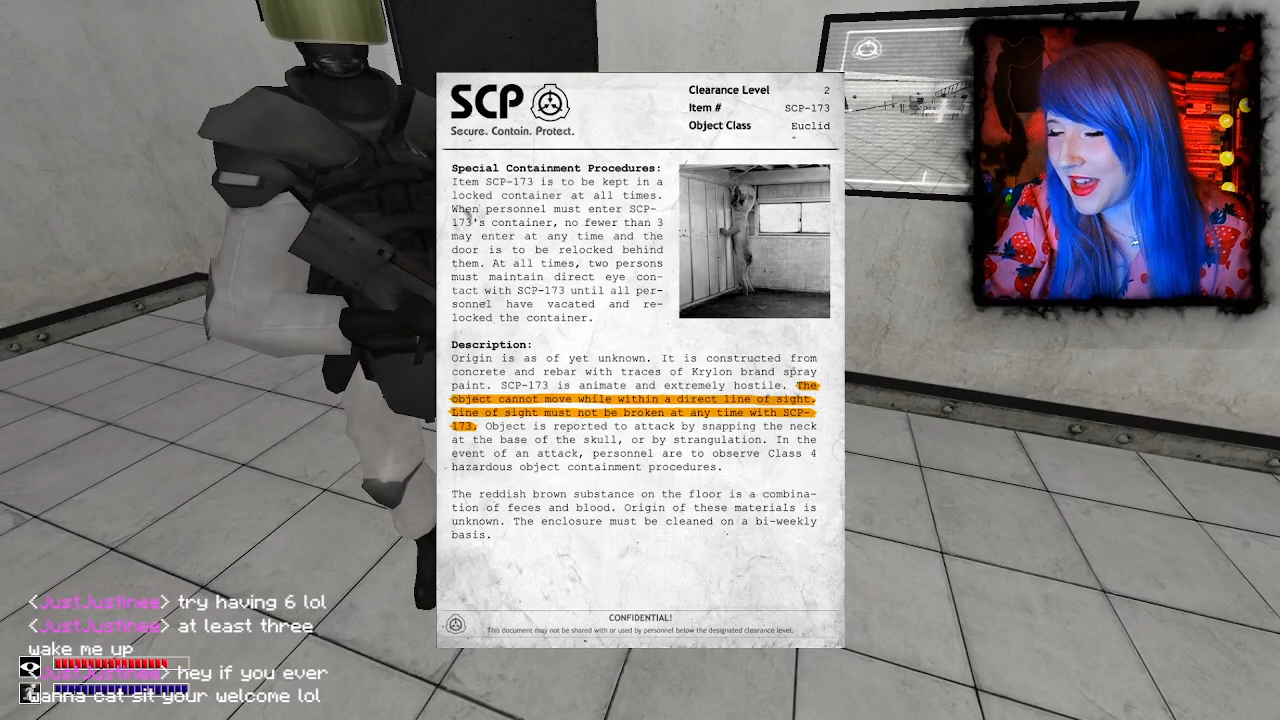 SCP
Secure. Contain. Protect.
Clearance Level 2
Item # SCP-173
Object Class Euclid
Special Containment Procedures:
Item SCP-173 is to be kept in a
locked container at all times.
When personnel must enter SCP-
173's container, no fewer than 3
may enter at any time and the
door is to be relocked behind
them. At all times, two persons
must maintain direct eye con-
tact with SCP-173 until all per-
sonnel have vacated and re-
locked the container.
Description:
Origin is as of yet unknown. It is constructed from
concrete and rebar with traces of Krylon brand spray
paint. SCP-173 is animate and extremely hostile. The
object cannot move while within a direct line of sight.
Line of sight must not be broken at any time with SCP-
173. Object is reported to attack by snapping the neck
at the base of the skull, or by strangulation. In the
event of an attack, personnel are to observe Class 4
hazardous object containment procedures.
The reddish brown substance on the floor is a combina-
tion of feces and blood. Origin of these materials is
unknown. The enclosure must be cleaned on a bi-weekly
basis.
CONFIDENTIAL!
This document may not be shared with or used by personnel below the designated clearance level.
<JustJustinee> try having 6 lol
<JustJustinee> at least three
wake me up
<JustJustinee> hey if you ever
wanna cat sit your welcome lol